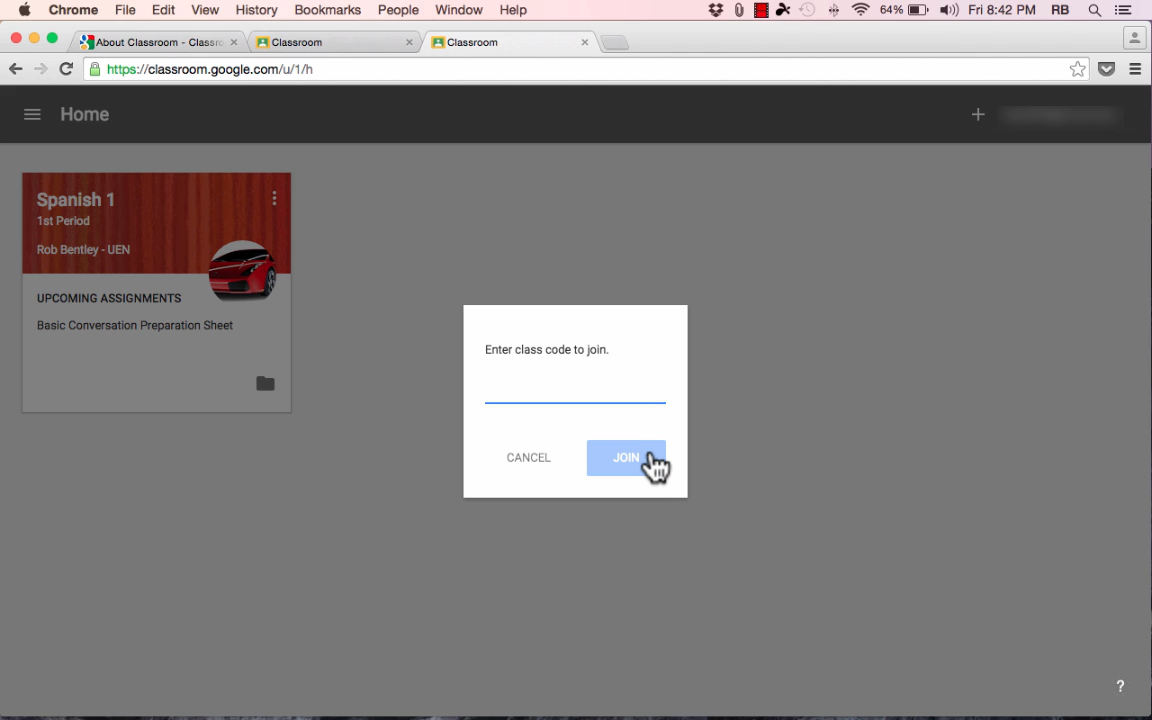 Chrome File Edit View History Bookmarks People Window Help 64% Fri 8:42 PM RB
About Classroom - Classro Classroom Classroom
https://classroom.google.com/u/1/h
Home
Spanish 1
1st Period
Rob Bentley - UEN
UPCOMING ASSIGNMENTS
Basic Conversation Preparation Sheet
Enter class code to join.
CANCEL JOIN
?